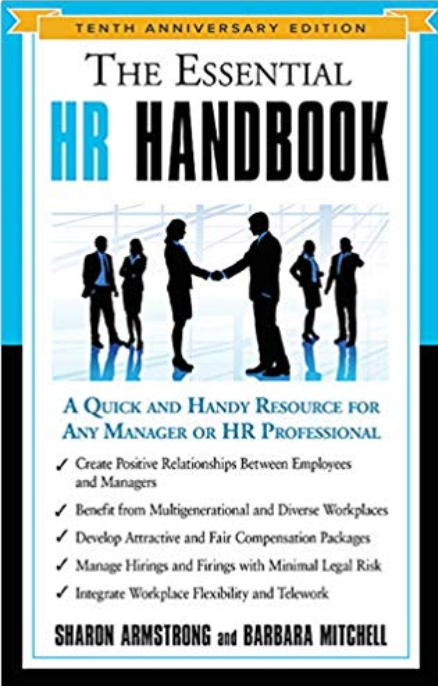 TENTH ANNIVERSARY EDITION
THE ESSENTIAL
HR HANDBOOK
A QUICK AND HANDY RESOURCE FOR
ANY MANAGER OR HR PROFESSIONAL
✓ Create Positive Relationships Between Employees
and Managers
✓ Benefit from Multigenerational and Diverse Workplaces
✓ Develop Attractive and Fair Compensation Packages
✓ Manage Hirings and Firings with Minimal Legal Risk
✓ Integrate Workplace Flexibility and Telework
SHARON ARMSTRONG and BARBARA MITCHELL